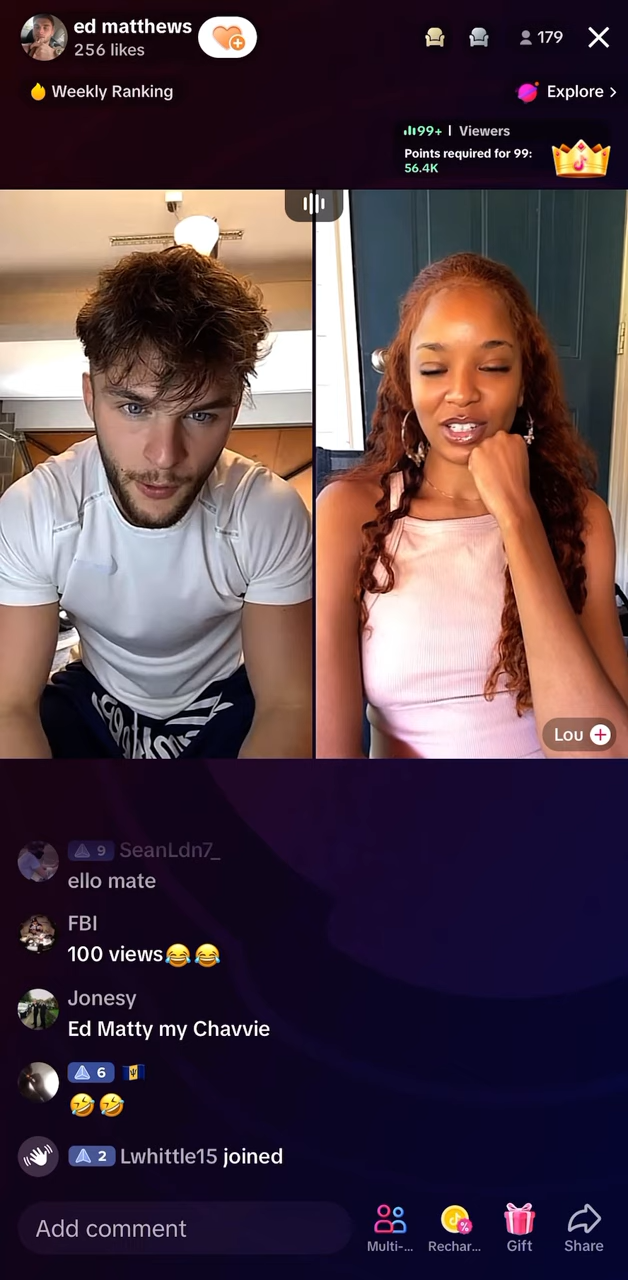 ed matthews
256 likes
179
Weekly Ranking
Explore >
99+ | Viewers
Points required for 99:
56.4K
Lou
9 SeanLdn7_
ello mate
FBI
100 views😂😂
Jonesy
Ed Matty my Chavvie
6 🇧🇧
🤣🤣
2 Lwhittle15 joined
Add comment
Multi-...
Rechar...
Gift
Share